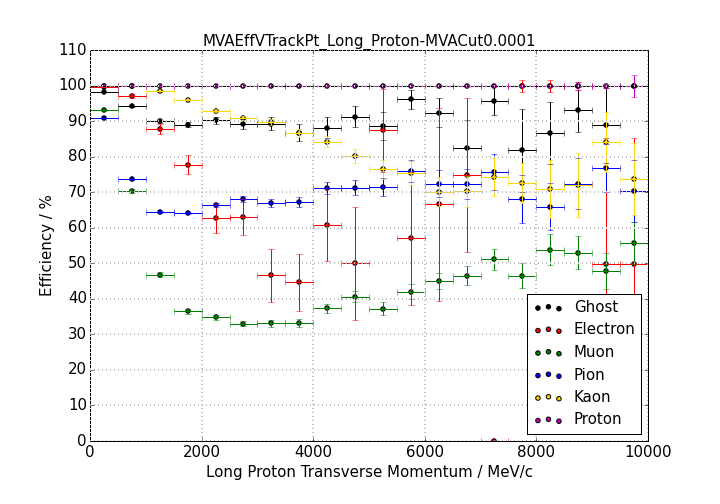 MVAEffVTrackPt_Long_Proton-MVACut0.0001
110
100
90
80
70
60
50
40
30
20
10
0
Efficiency / %
Ghost
Electron
Muon
Pion
Kaon
Proton
0 2000 4000 6000 8000 10000
Long Proton Transverse Momentum / MeV/c